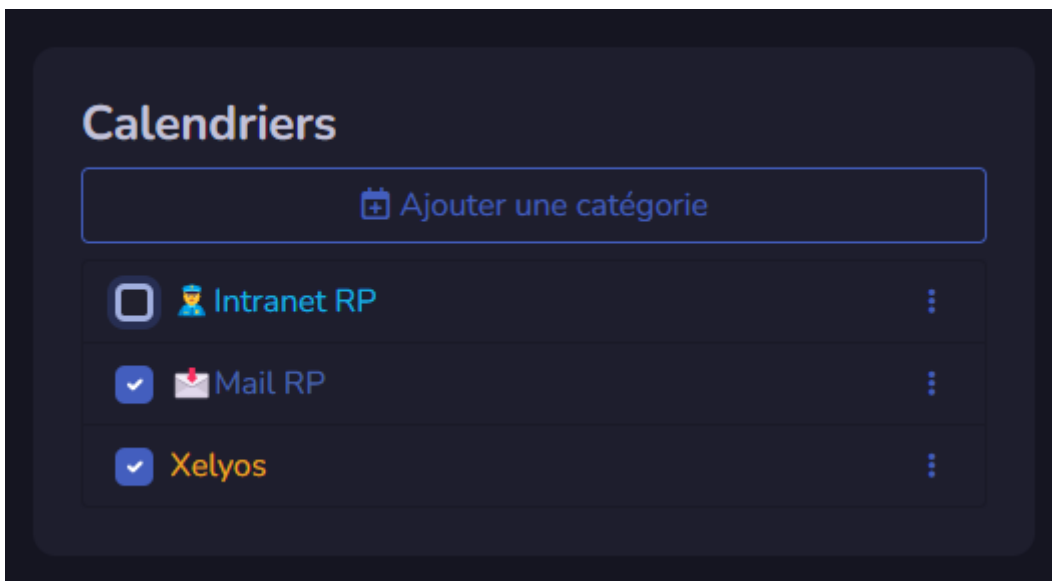 Calendriers
Ajouter une catégorie
Intranet RP
Mail RP
Xelyos